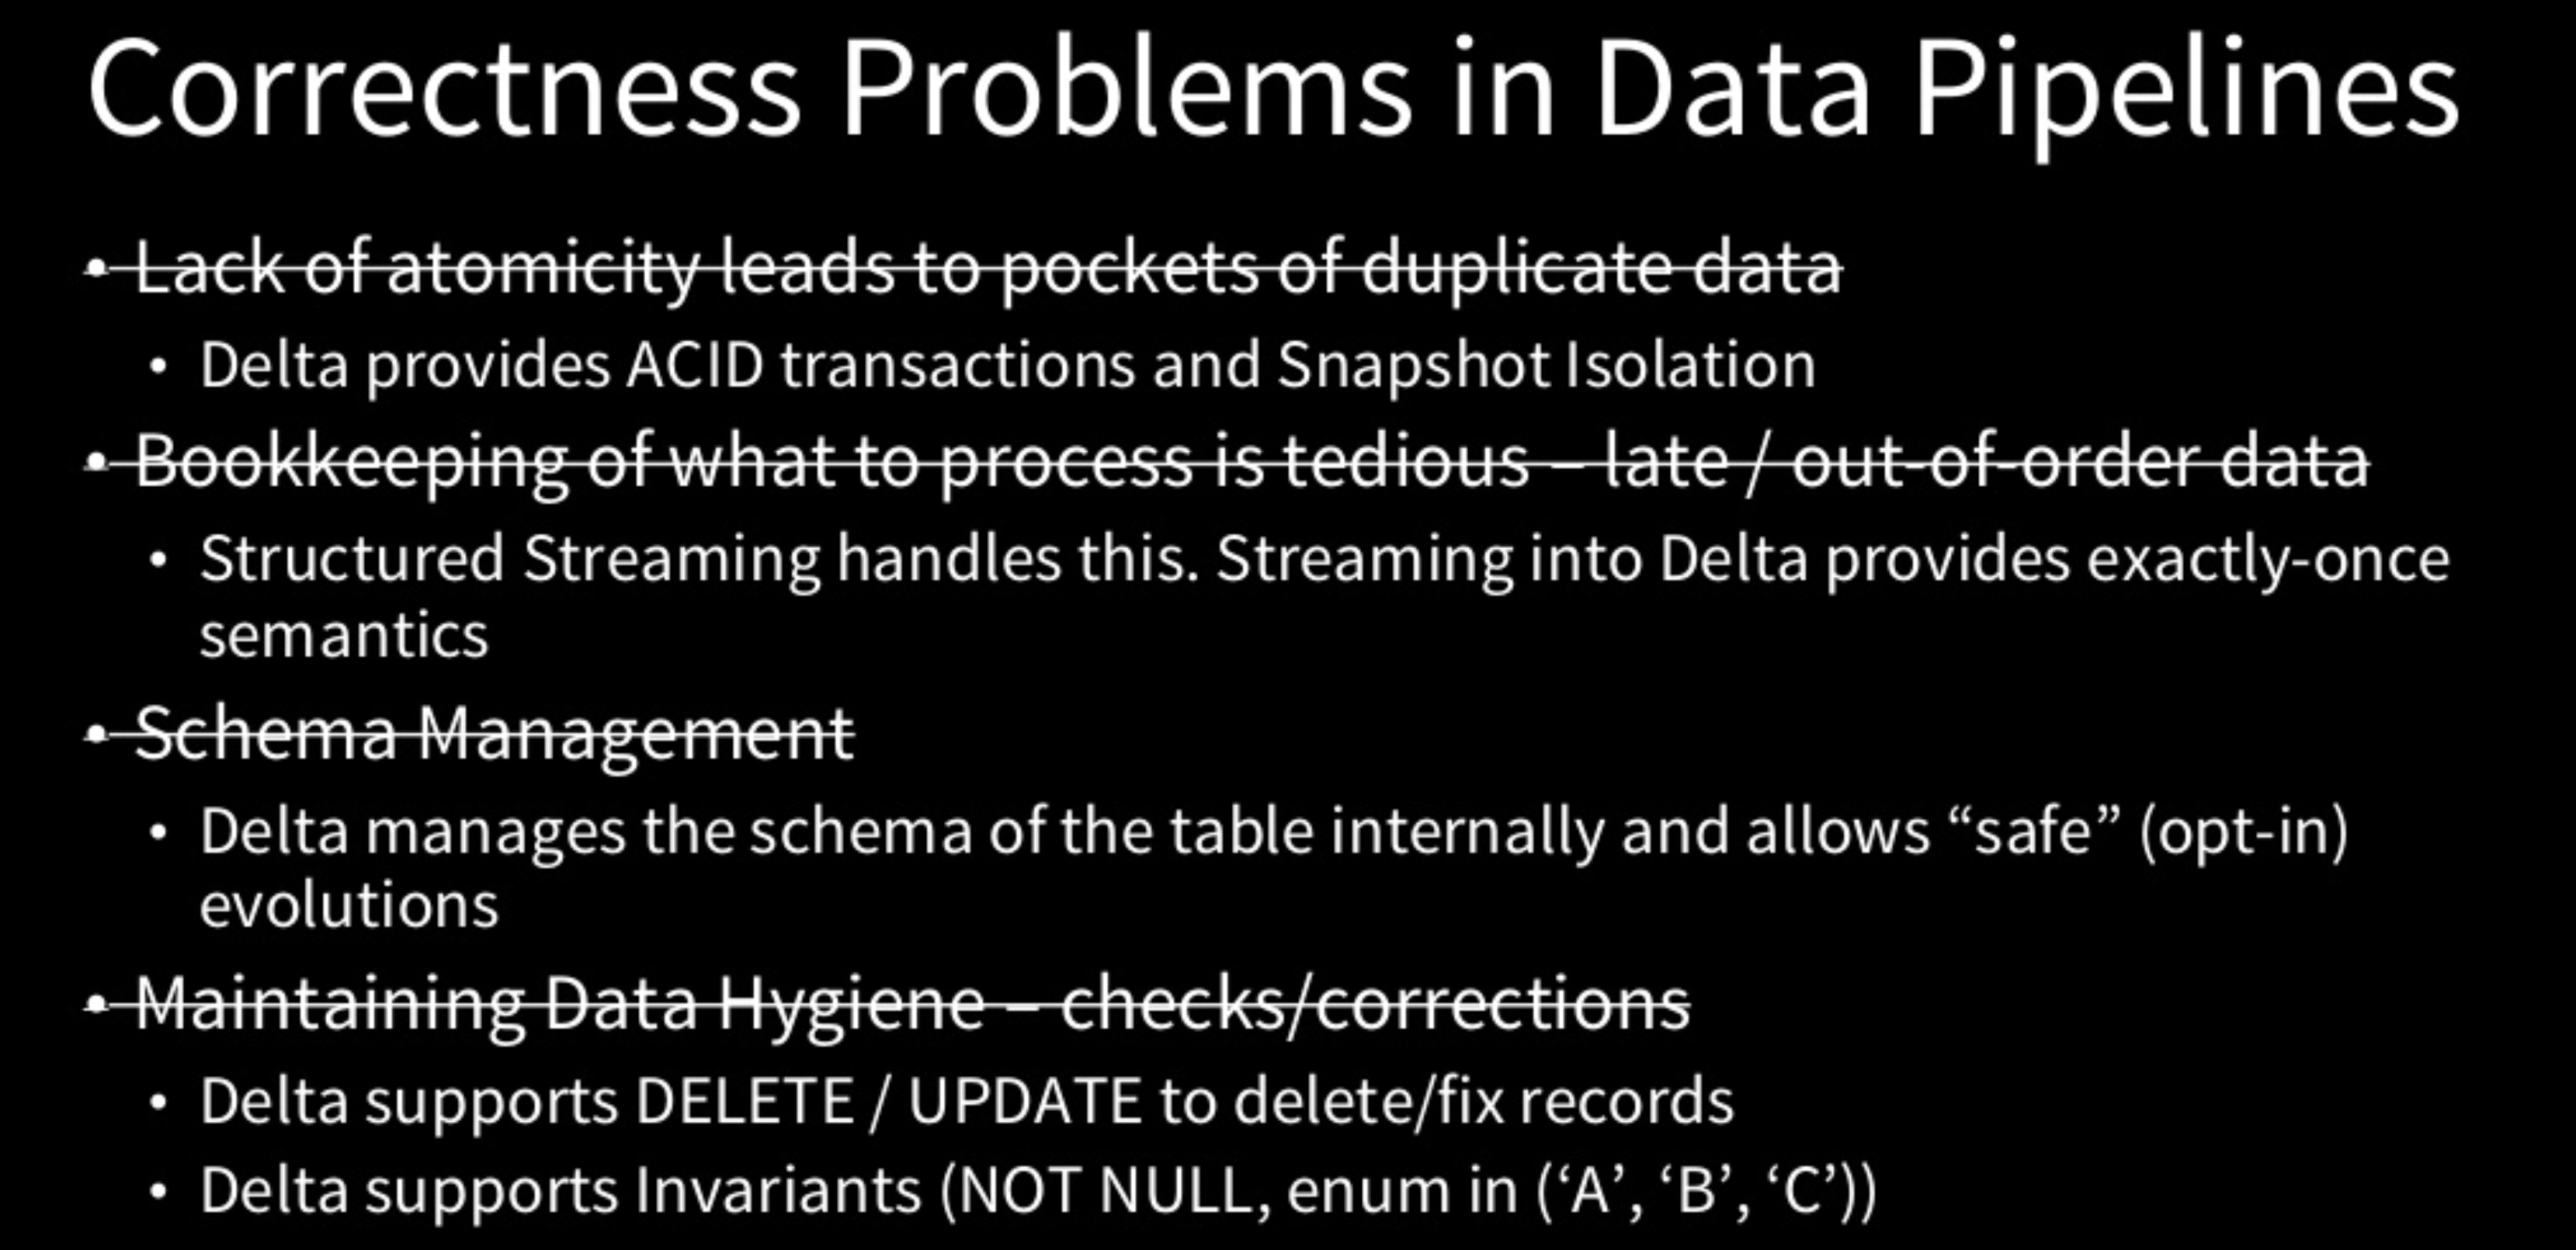 Correctness Problems in Data Pipelines
• Lack of atomicity leads to pockets of duplicate data
• Delta provides ACID transactions and Snapshot Isolation
• Bookkeeping of what to process is tedious – late / out-of-order data
• Structured Streaming handles this. Streaming into Delta provides exactly-once
semantics
• Schema Management
• Delta manages the schema of the table internally and allows “safe” (opt-in)
evolutions
• Maintaining Data Hygiene – checks/corrections
• Delta supports DELETE / UPDATE to delete/fix records
• Delta supports Invariants (NOT NULL, enum in (‘A’, ‘B’, ‘C’))